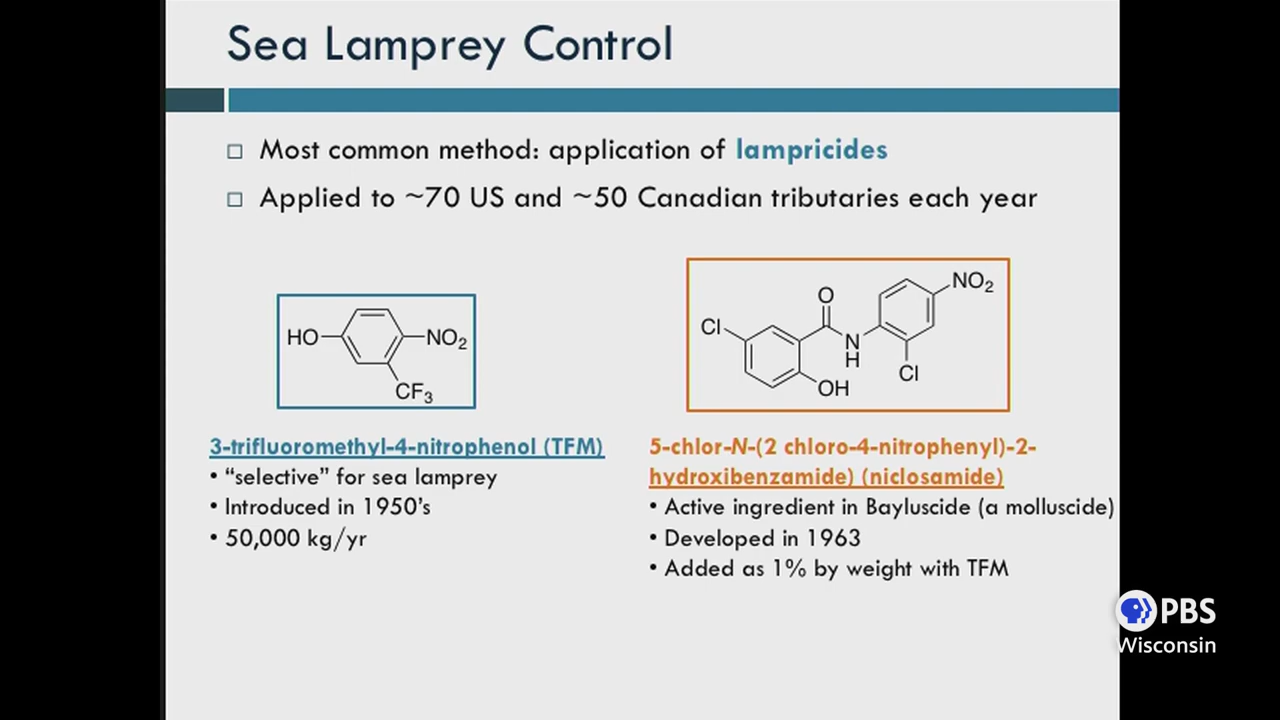 Sea Lamprey Control
□ Most common method: application of lampricides
□ Applied to ~70 US and ~50 Canadian tributaries each year
HO
NO₂
CF₃
Cl
O
N
H
OH
Cl
NO₂
3-trifluoromethyl-4-nitrophenol (TFM)
• “selective” for sea lamprey
• Introduced in 1950’s
• 50,000 kg/yr
5-chlor-N-(2 chloro-4-nitrophenyl)-2-
hydroxibenzamide) (niclosamide)
• Active ingredient in Bayluscide (a molluscide)
• Developed in 1963
• Added as 1% by weight with TFM
PBS
Wisconsin